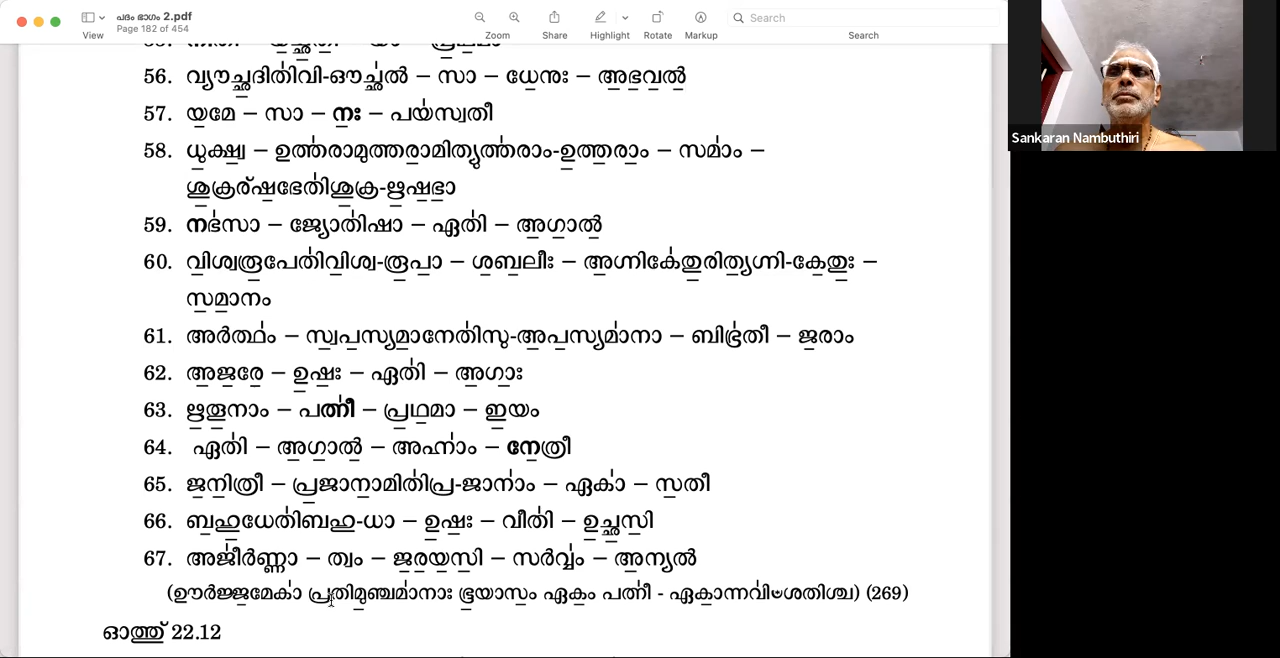 പദം ഭാഗം 2.pdf
Page 182 of 454
View
Zoom
Share
Highlight
Rotate
Markup
Search
Search
56. വ്യൗച്ഛദിതിവി-ഔച്ഛൽ – സാ – ധേനുഃ – അഭവൽ
57. യമേ – സാ – നഃ – പയസ്വതീ
58. ധുക്ഷ്വ – ഉത്തരാമുത്തരാമിത്യുത്തരാം-ഉത്തരാം – സമാം –
ശുക്രർഷഭേതിശുക്ര-ഋഷഭാ
59. നഭസാ – ജ്യോതിഷാ – ഏതി – അഗാൽ
60. വിശ്വരൂപേതിവിശ്വ-രൂപാ – ശബലീഃ – അഗ്നികേതുരിത്യഗ്നി-കേതുഃ –
സമാനം
61. അർത്ഥം – സ്വപസ്യമാനേതിസു-അപസ്യമാനാ – ബിഭ്രതീ – ജരാം
62. അജരേ – ഉഷഃ – ഏതി – അഗാഃ
63. ഋതൂനാം – പത്നീ – പ്രഥമാ – ഇയം
64. ഏതി – അഗാൽ – അഹ്നാം – നേത്രീ
65. ജനിത്രീ – പ്രജാനാമിതിപ്ര-ജാനാം – ഏകാ – സതീ
66. ബഹുധേതിബഹു-ധാ – ഉഷഃ – വീതി – ഉച്ഛസി
67. അജീർണ്ണാ – ത്വം – ജരയസി – സർവ്വം – അന്യൽ
(ഊർജ്ജമേകാ പ്രതിമുഞ്ചമാനാഃ ഭൂയാസം ഏകം പത്നീ - ഏകാന്നവിംശതിശ്ച) (269)
ഓത്ത് 22.12
Sankaran Nambuthiri